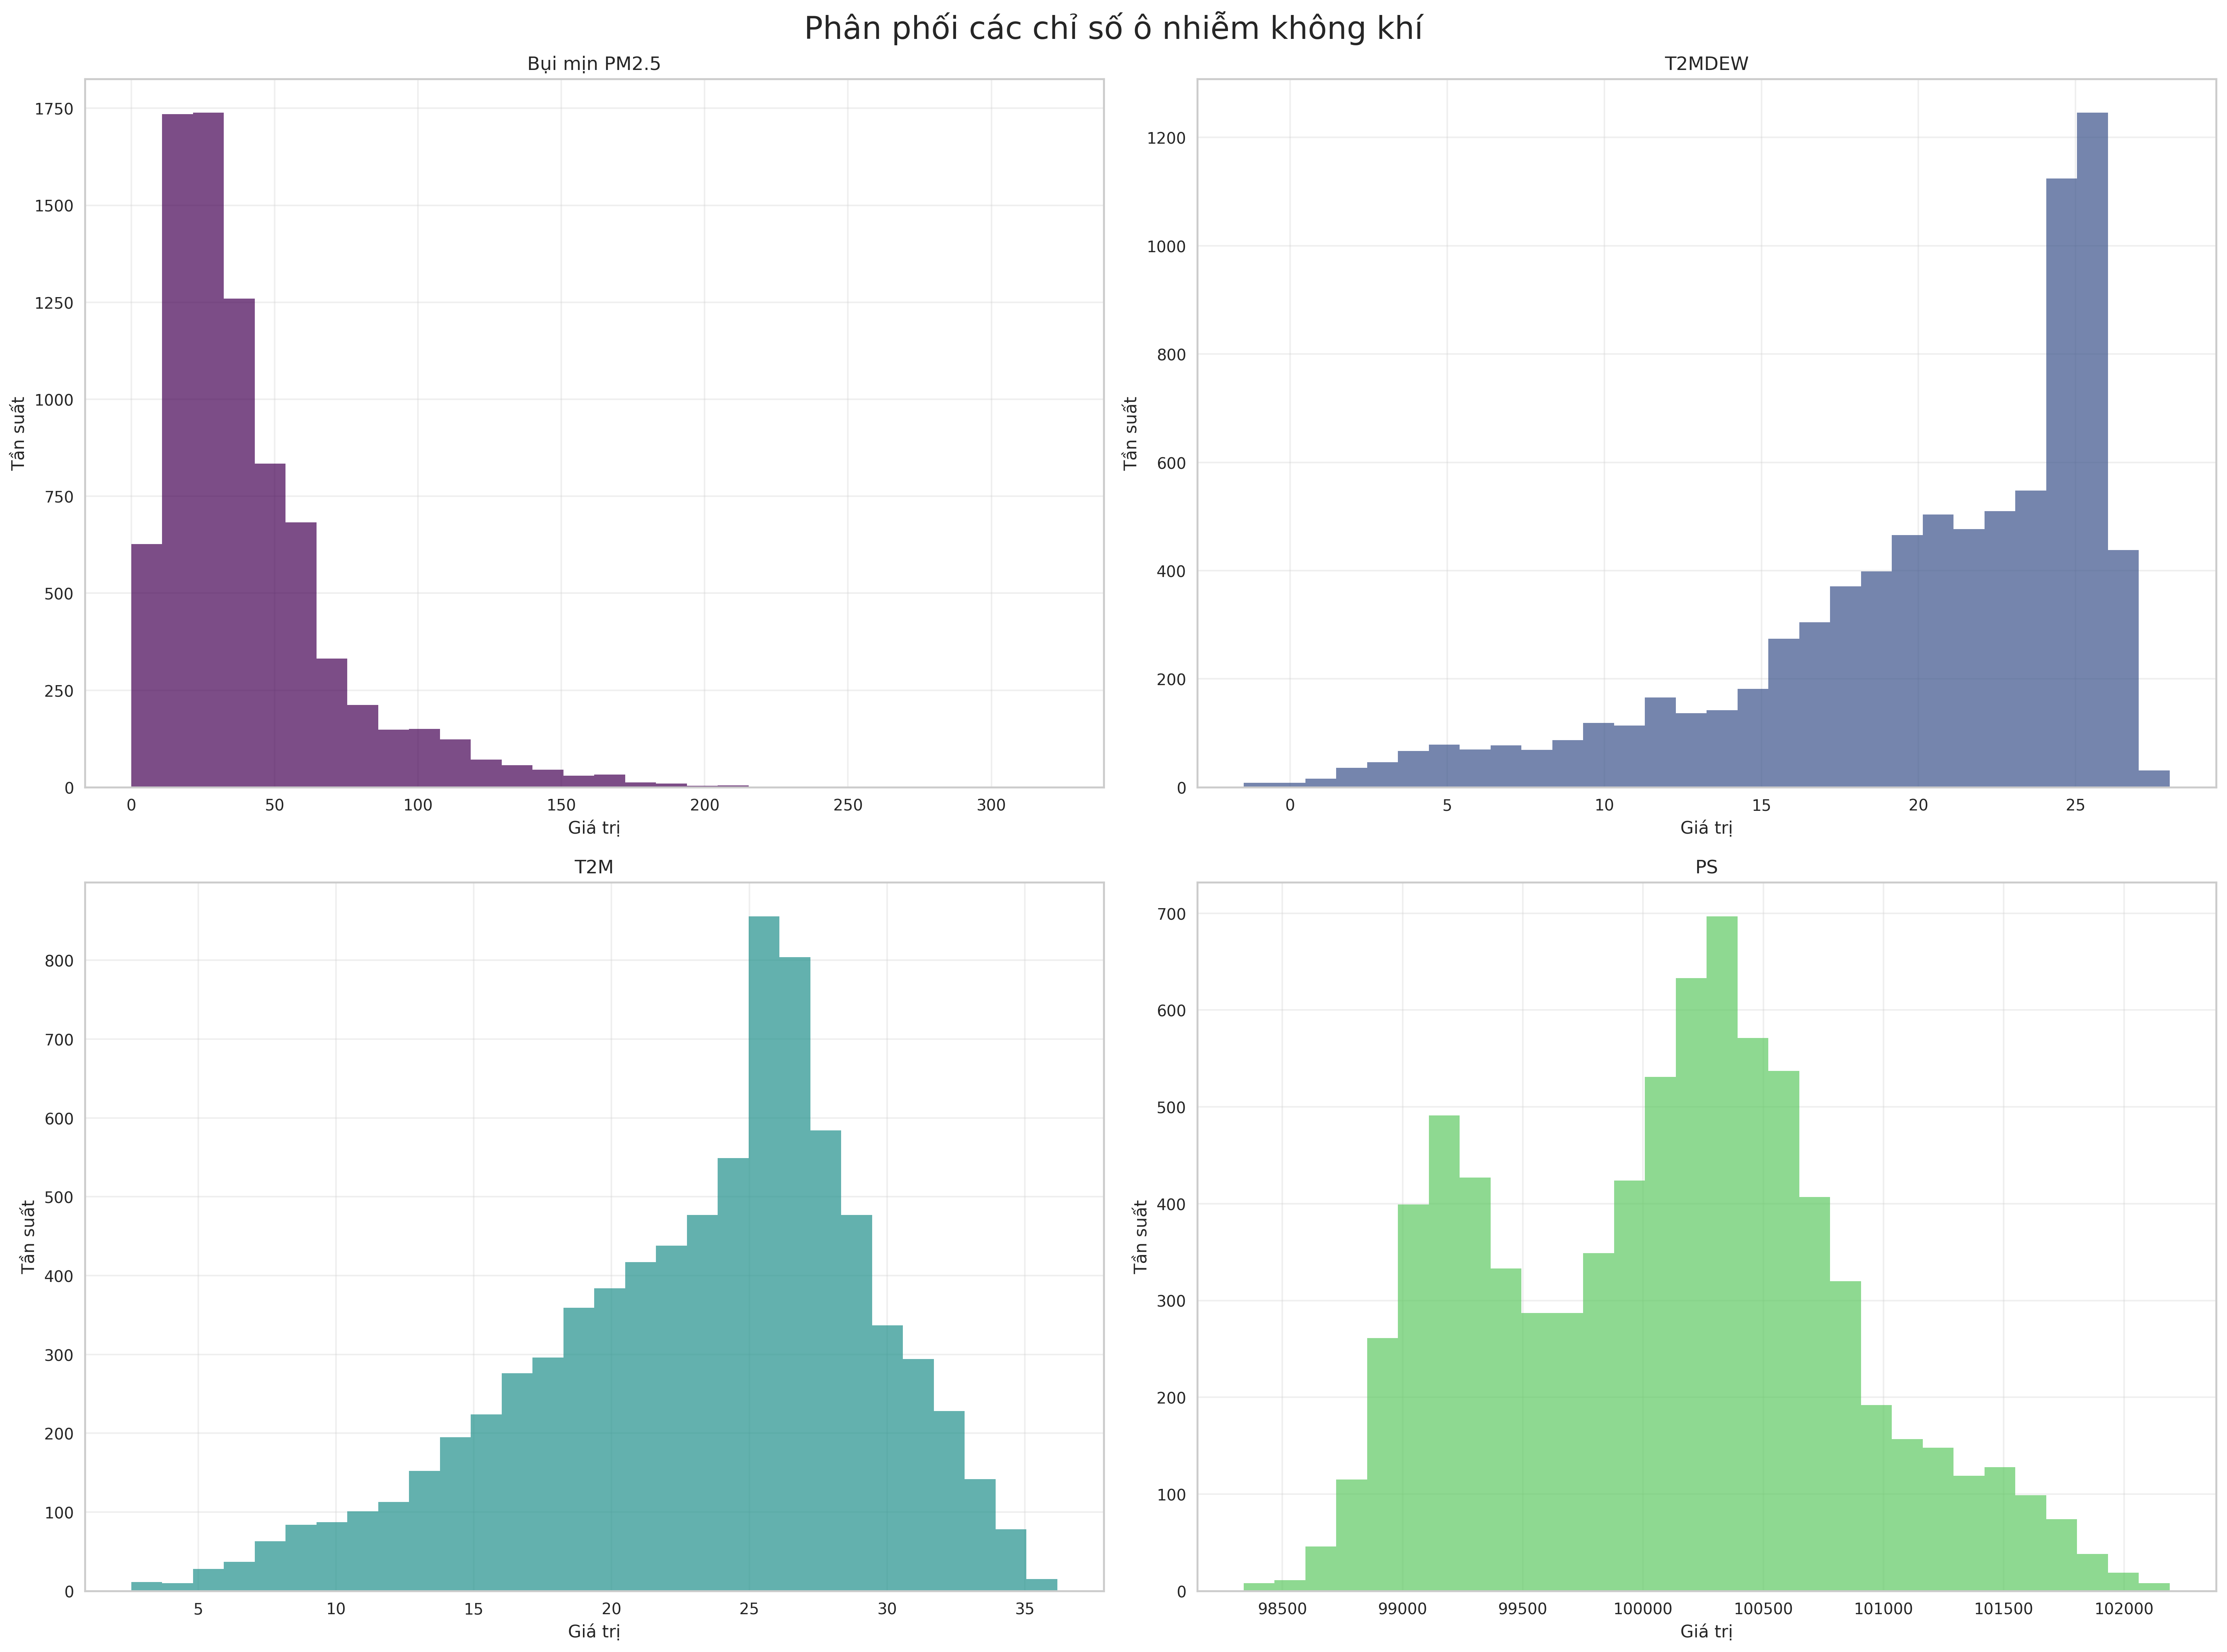 Phân phối các chỉ số ô nhiễm không khí
Bụi mịn PM2.5
Tần suất
1750
1500
1250
1000
750
500
250
0
0 50 100 150 200 250 300
Giá trị
T2MDEW
Tần suất
1200
1000
800
600
400
200
0
0 5 10 15 20 25
Giá trị
T2M
Tần suất
800
700
600
500
400
300
200
100
0
5 10 15 20 25 30 35
Giá trị
PS
Tần suất
700
600
500
400
300
200
100
0
98500 99000 99500 100000 100500 101000 101500 102000
Giá trị